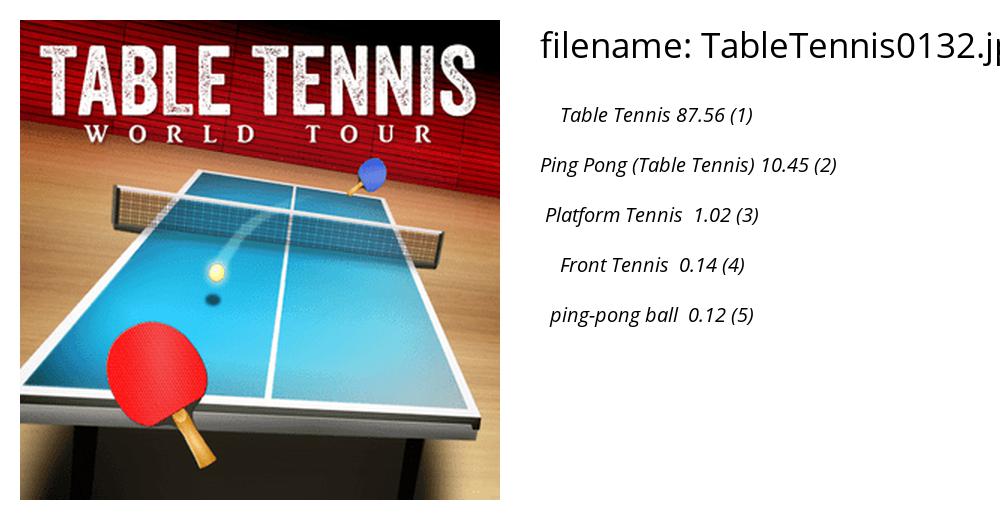 TABLE TENNIS
WORLD TOUR
filename: TableTennis0132.jp
Table Tennis 87.56 (1)
Ping Pong (Table Tennis) 10.45 (2)
Platform Tennis 1.02 (3)
Front Tennis 0.14 (4)
ping-pong ball 0.12 (5)